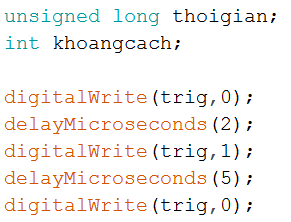 unsigned long thoigian;
int khoangcach;
digitalWrite(trig,0);
delayMicroseconds(2);
digitalWrite(trig,1);
delayMicroseconds(5);
digitalWrite(trig,0);